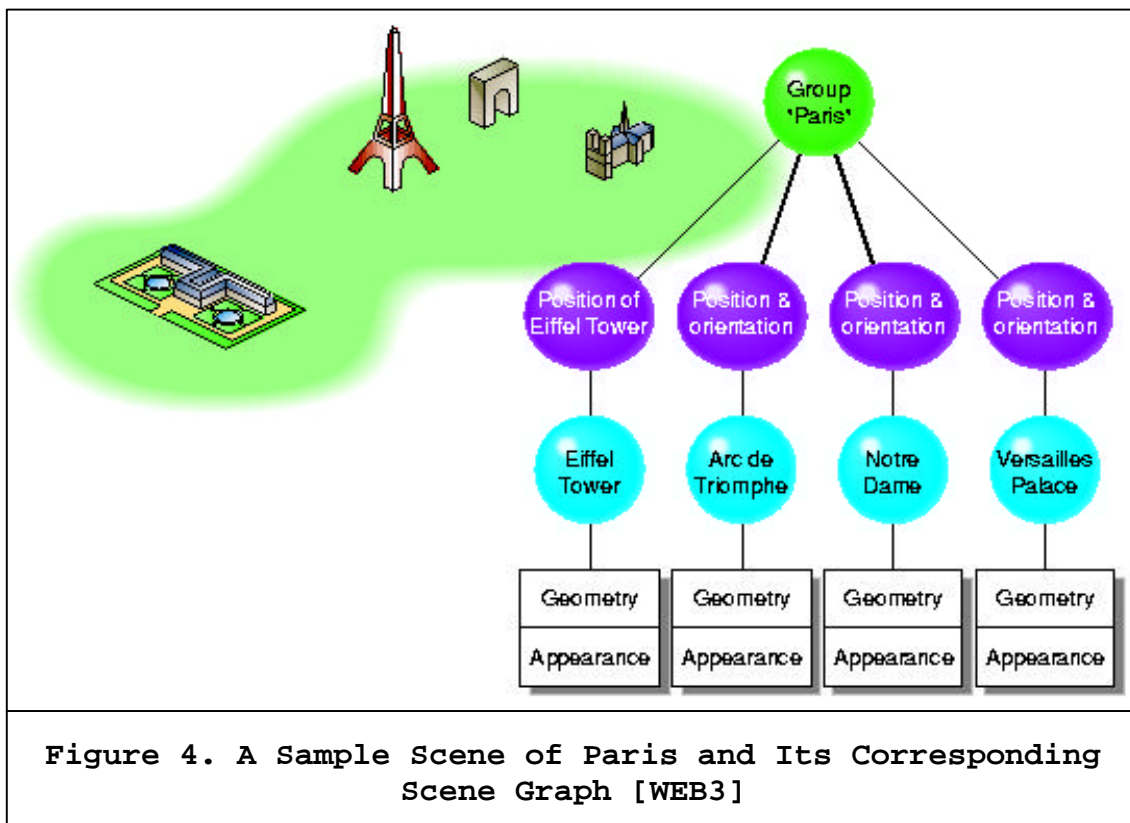 Group
'Paris'
Position of
Eiffel Tower
Position &
orientation
Position &
orientation
Position &
orientation
Eiffel
Tower
Arc de
Triomphe
Notre
Dame
Versailles
Palace
Geometry
Appearance
Geometry
Appearance
Geometry
Appearance
Geometry
Appearance
Figure 4. A Sample Scene of Paris and Its Corresponding
Scene Graph [WEB3]